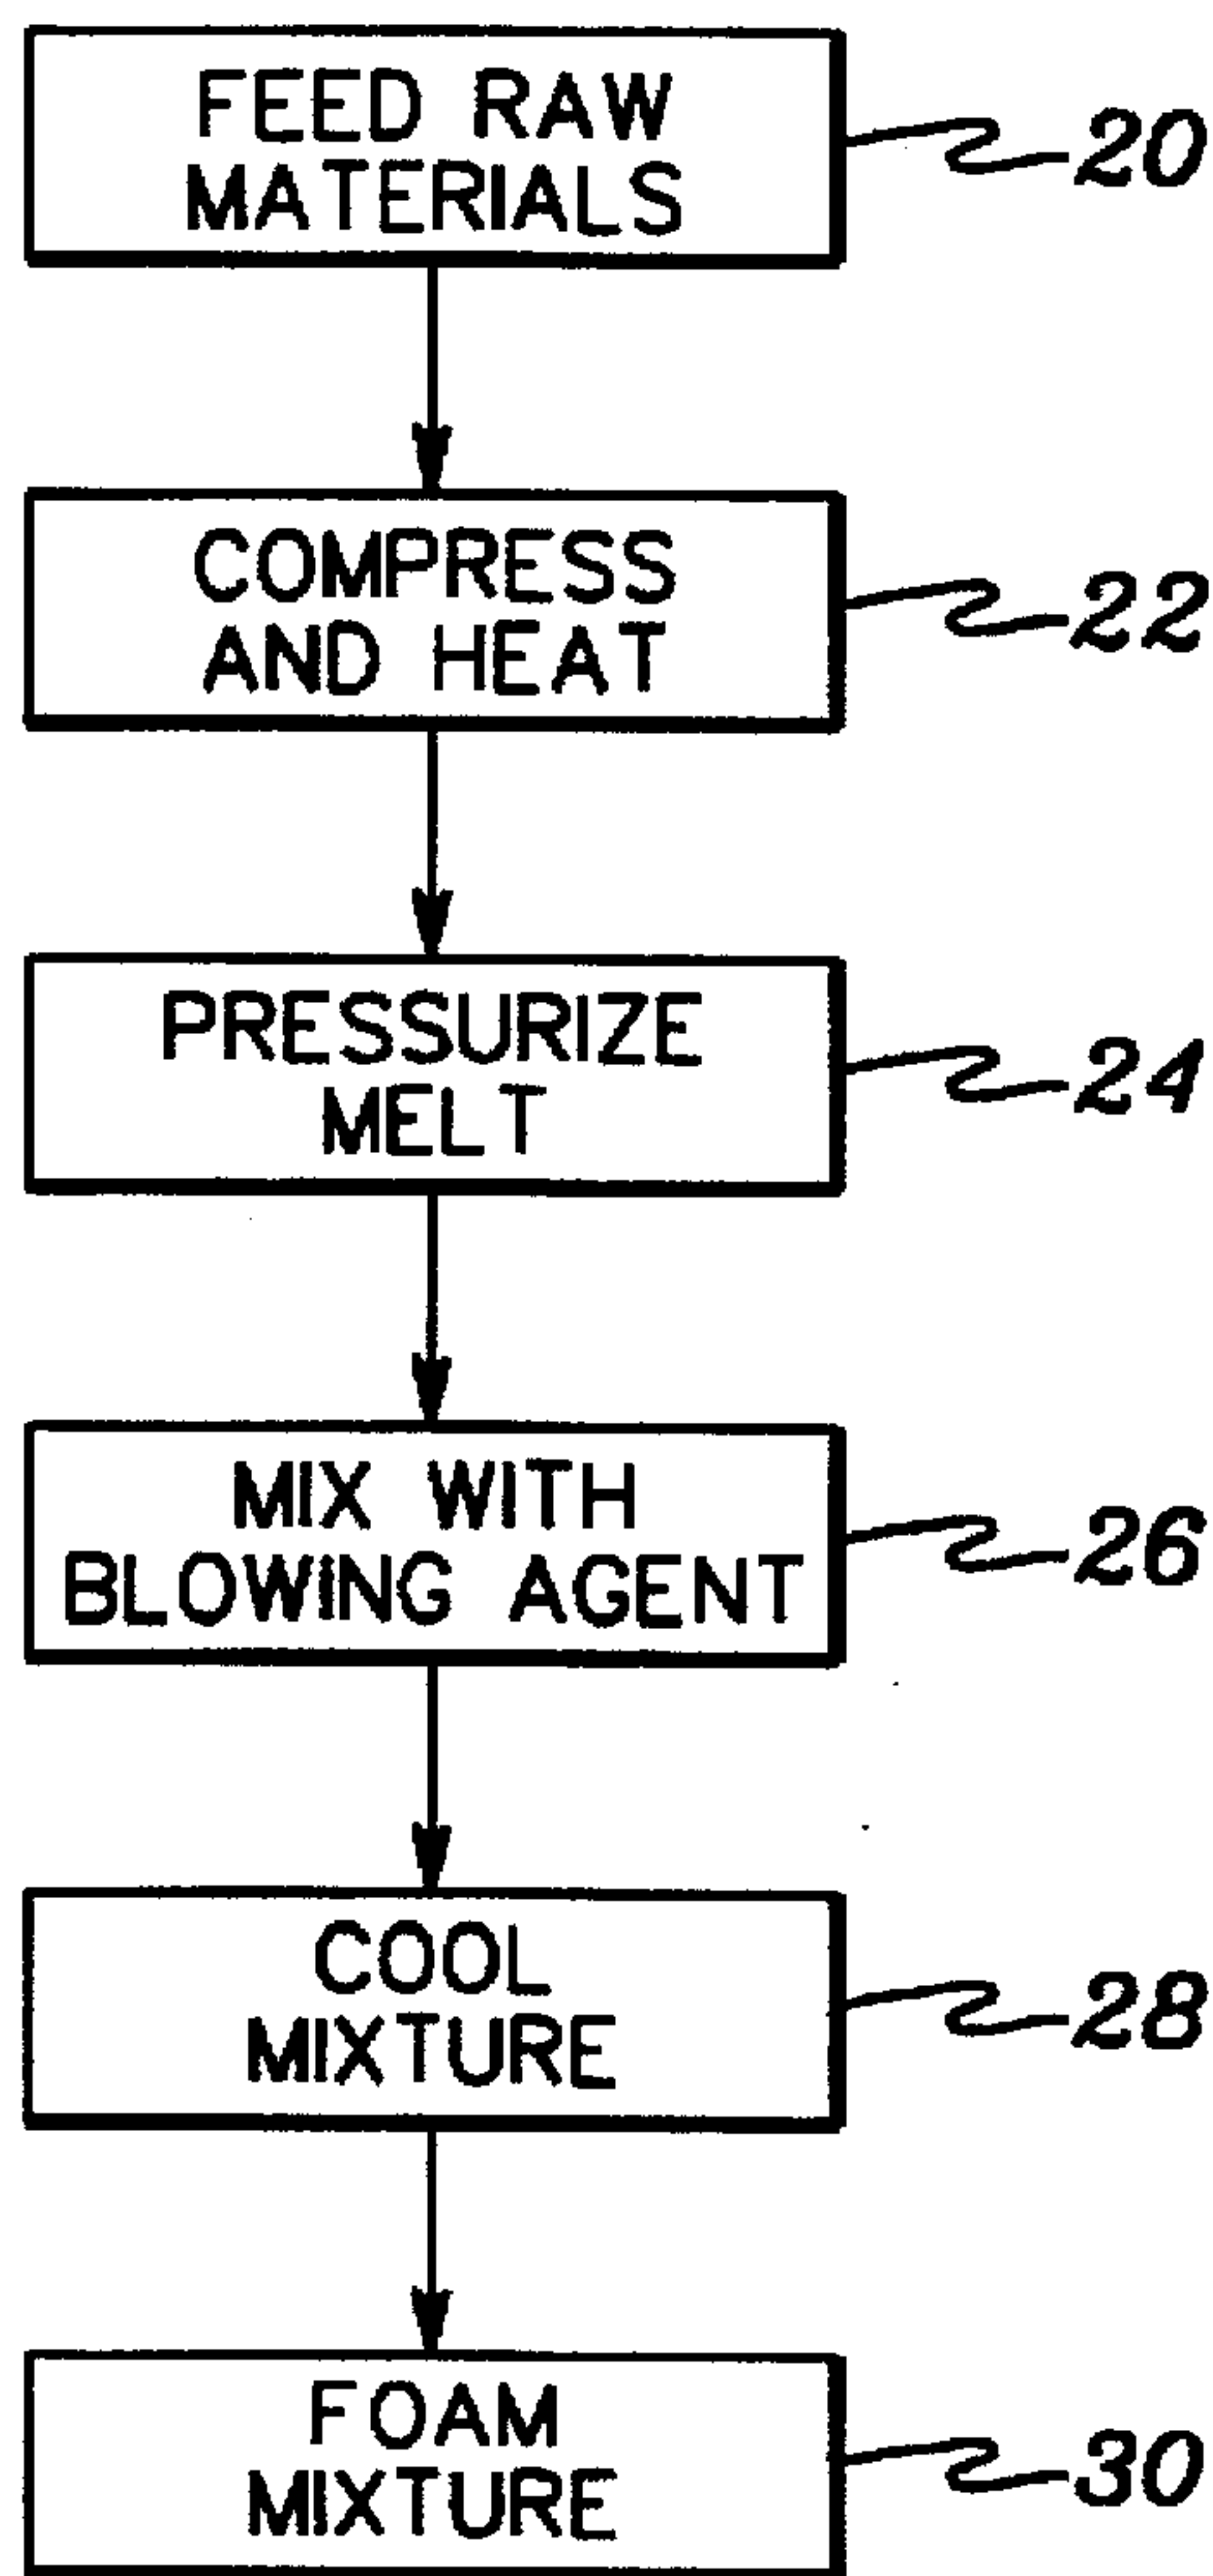 FEED RAW
MATERIALS
20
COMPRESS
AND HEAT
22
PRESSURIZE
MELT
24
MIX WITH
BLOWING AGENT
26
COOL
MIXTURE
28
FOAM
MIXTURE
30